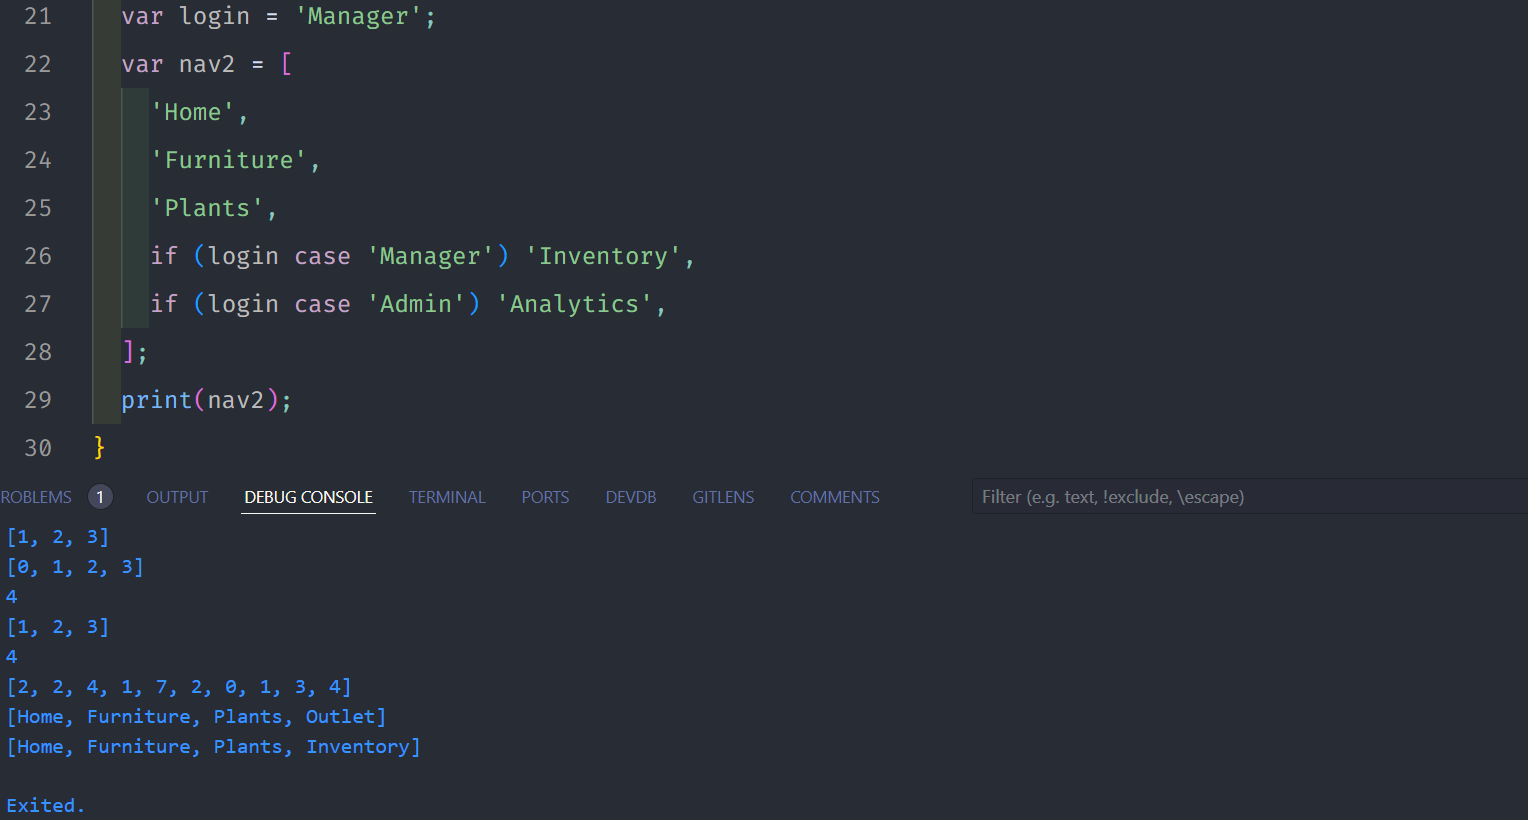 21 var login = 'Manager';
22 var nav2 = [
23 'Home',
24 'Furniture',
25 'Plants',
26 if (login case 'Manager') 'Inventory',
27 if (login case 'Admin') 'Analytics',
28 ];
29 print(nav2);
30 }
ROBLEMS 1 OUTPUT DEBUG CONSOLE TERMINAL PORTS DEVDB GITLENS COMMENTS Filter (e.g. text, !exclude, \escape)
[1, 2, 3]
[0, 1, 2, 3]
4
[1, 2, 3]
4
[2, 2, 4, 1, 7, 2, 0, 1, 3, 4]
[Home, Furniture, Plants, Outlet]
[Home, Furniture, Plants, Inventory]
Exited.